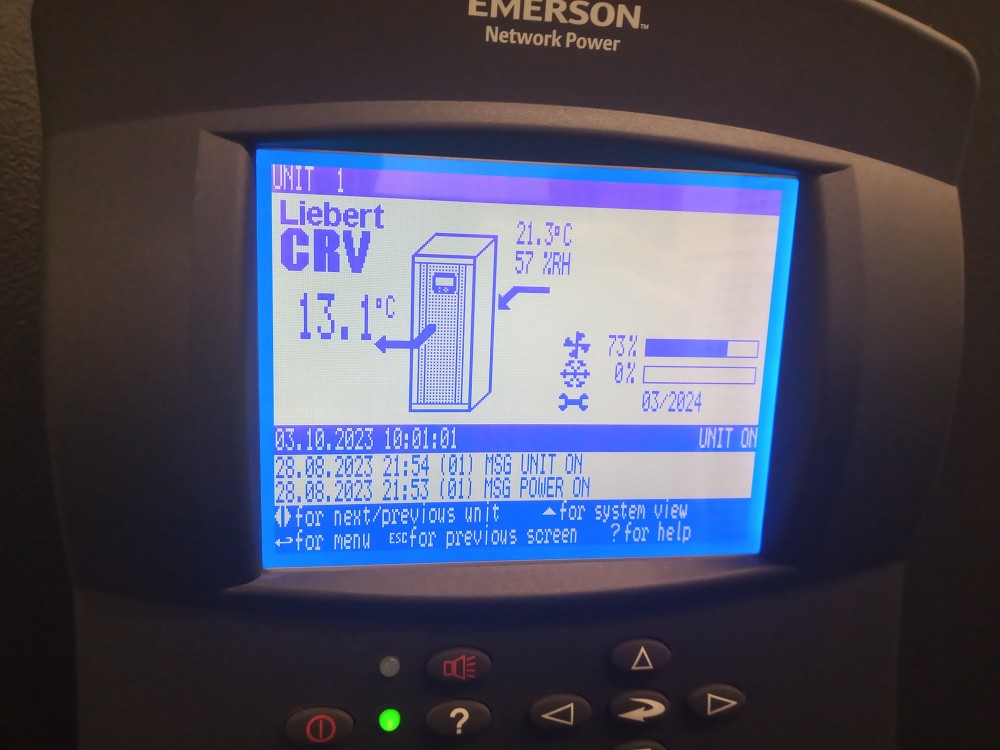 EMERSON™
Network Power
UNIT 1
Liebert
CRV
21.3°C
57 %RH
13.1°C
73%
0%
03/2024
03.10.2023 10:01:01 UNIT ON
28.08.2023 21:54 (01) MSG UNIT ON
28.08.2023 21:53 (01) MSG POWER ON
for next/previous unit for system view
for menu ESC for previous screen ? for help
?